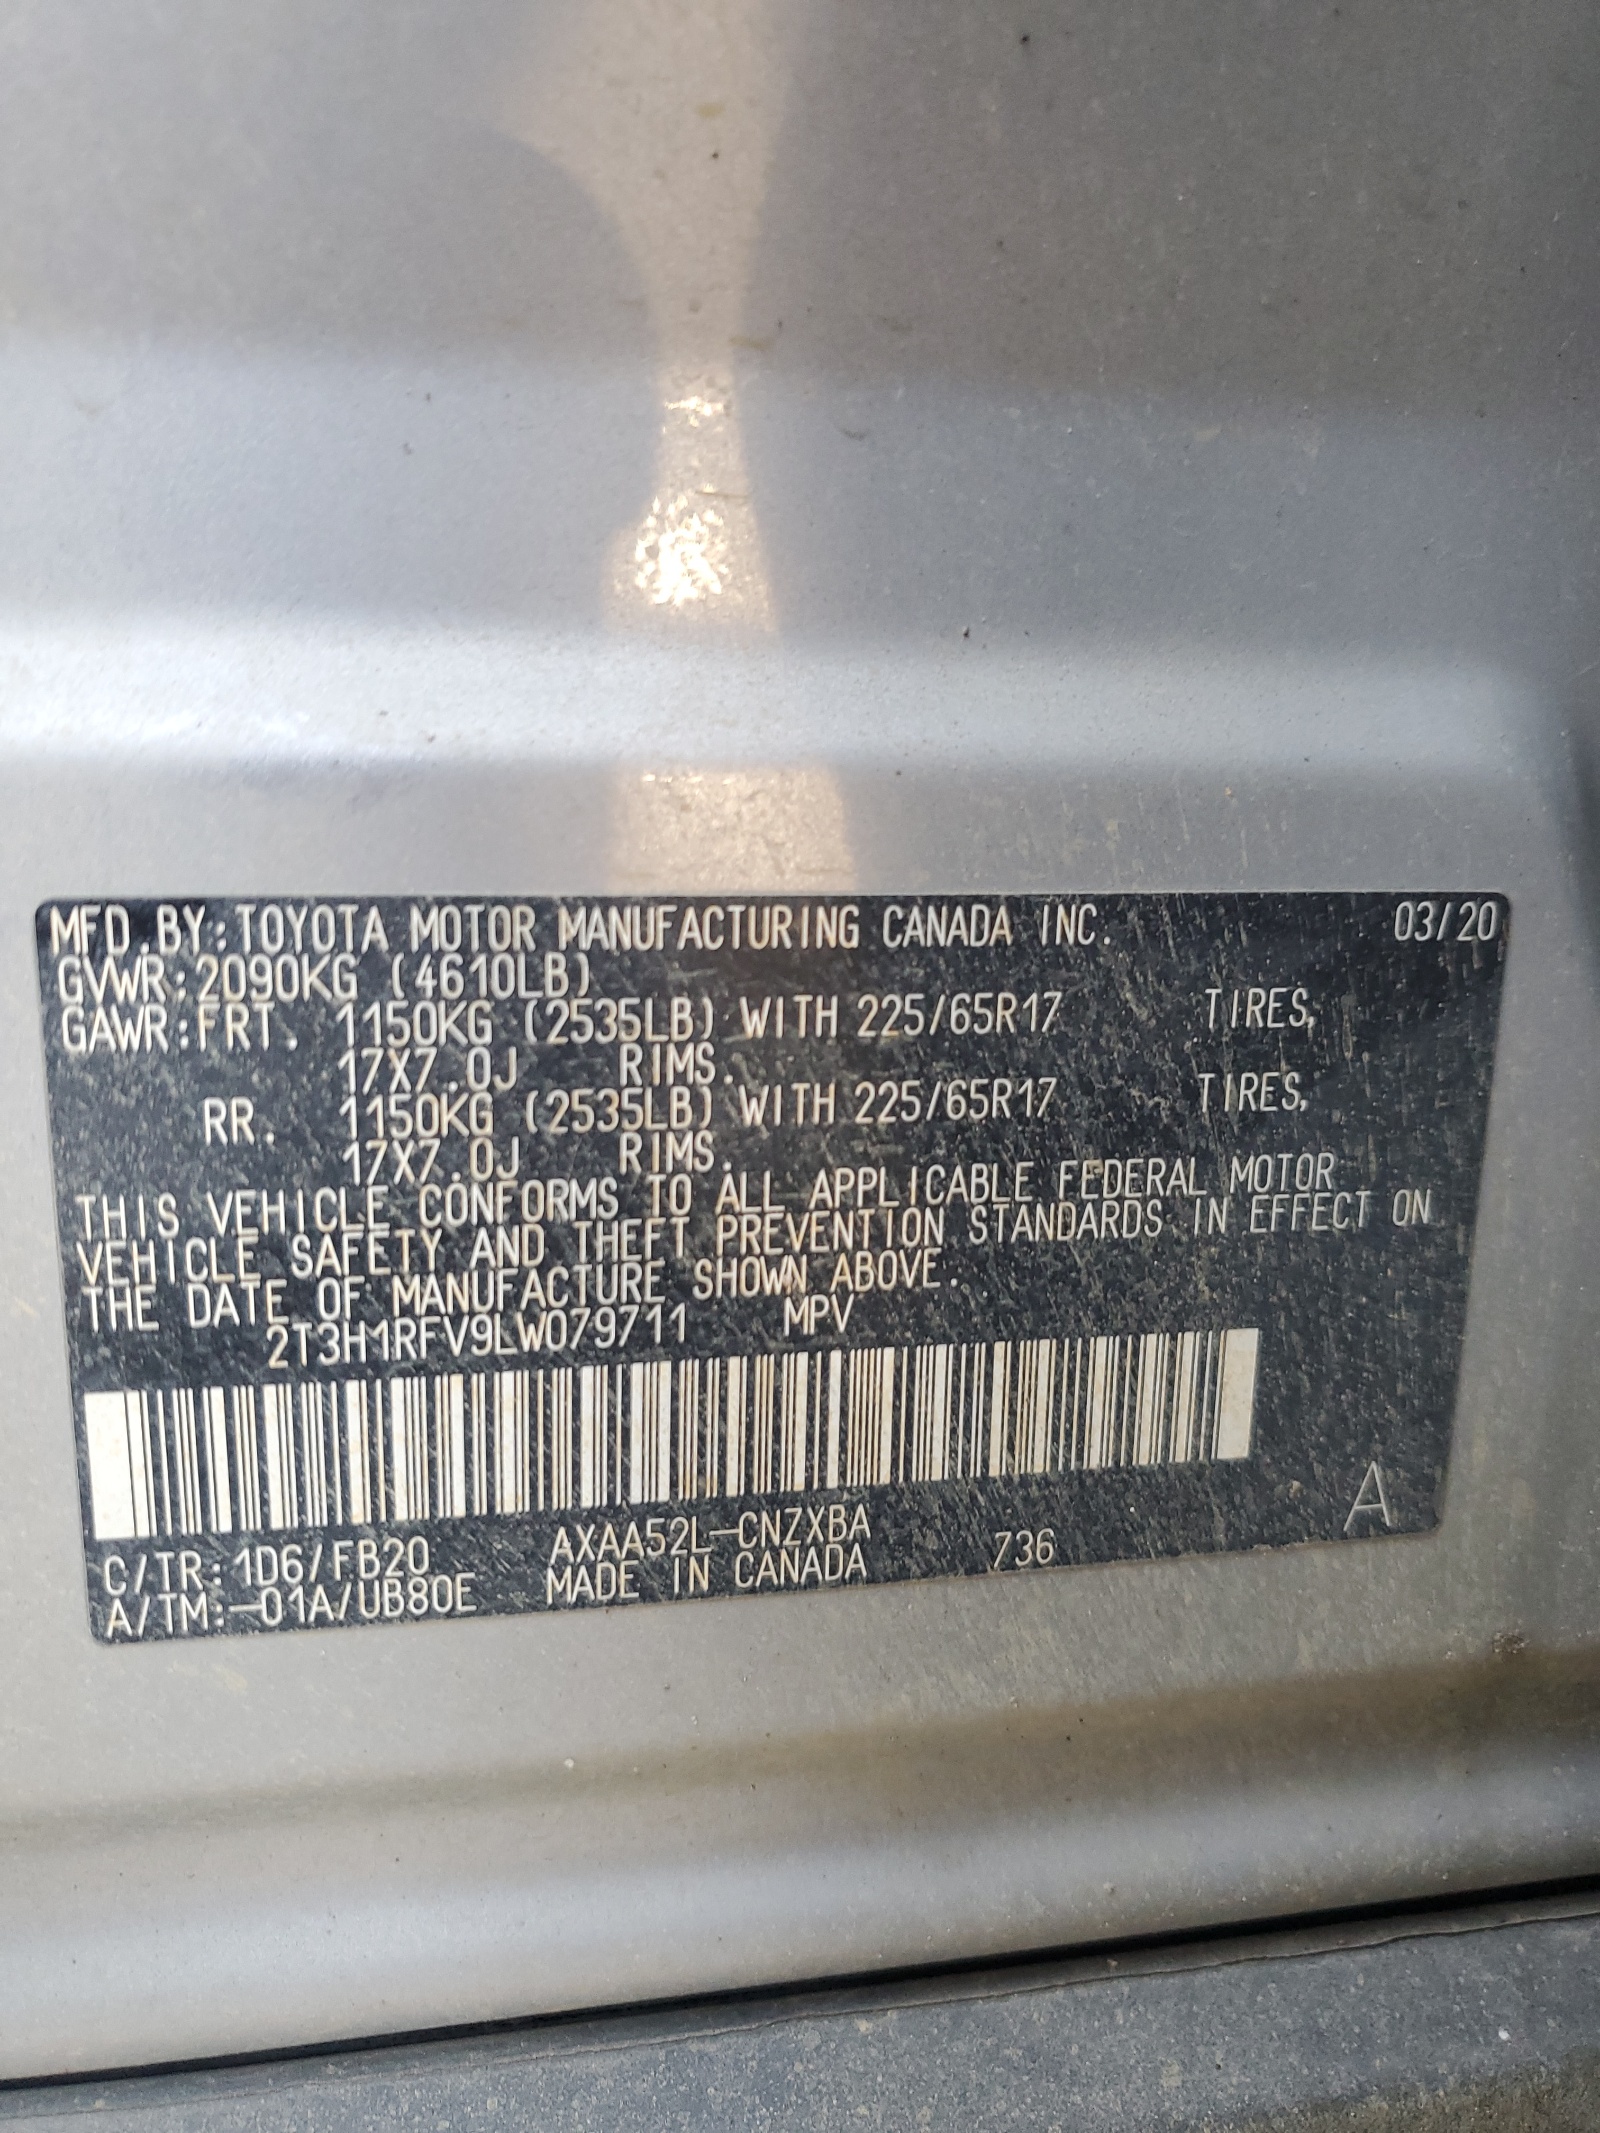 MFD.BY:TOYOTA MOTOR MANUFACTURING CANADA INC. 03/20
GVWR:2090KG (4610LB)
GAWR:FRT. 1150KG (2535LB) WITH 225/65R17 TIRES,
17X7.0J RIMS.
RR. 1150KG (2535LB) WITH 225/65R17 TIRES,
17X7.0J RIMS.
THIS VEHICLE CONFORMS TO ALL APPLICABLE FEDERAL MOTOR
VEHICLE SAFETY AND THEFT PREVENTION STANDARDS IN EFFECT ON
THE DATE OF MANUFACTURE SHOWN ABOVE.
2T3H1RFV9LW079711 MPV
A
C/TR:1D6/FB20 AXAA52L-CNZXBA
A/TM:-01A/UB80E MADE IN CANADA 736